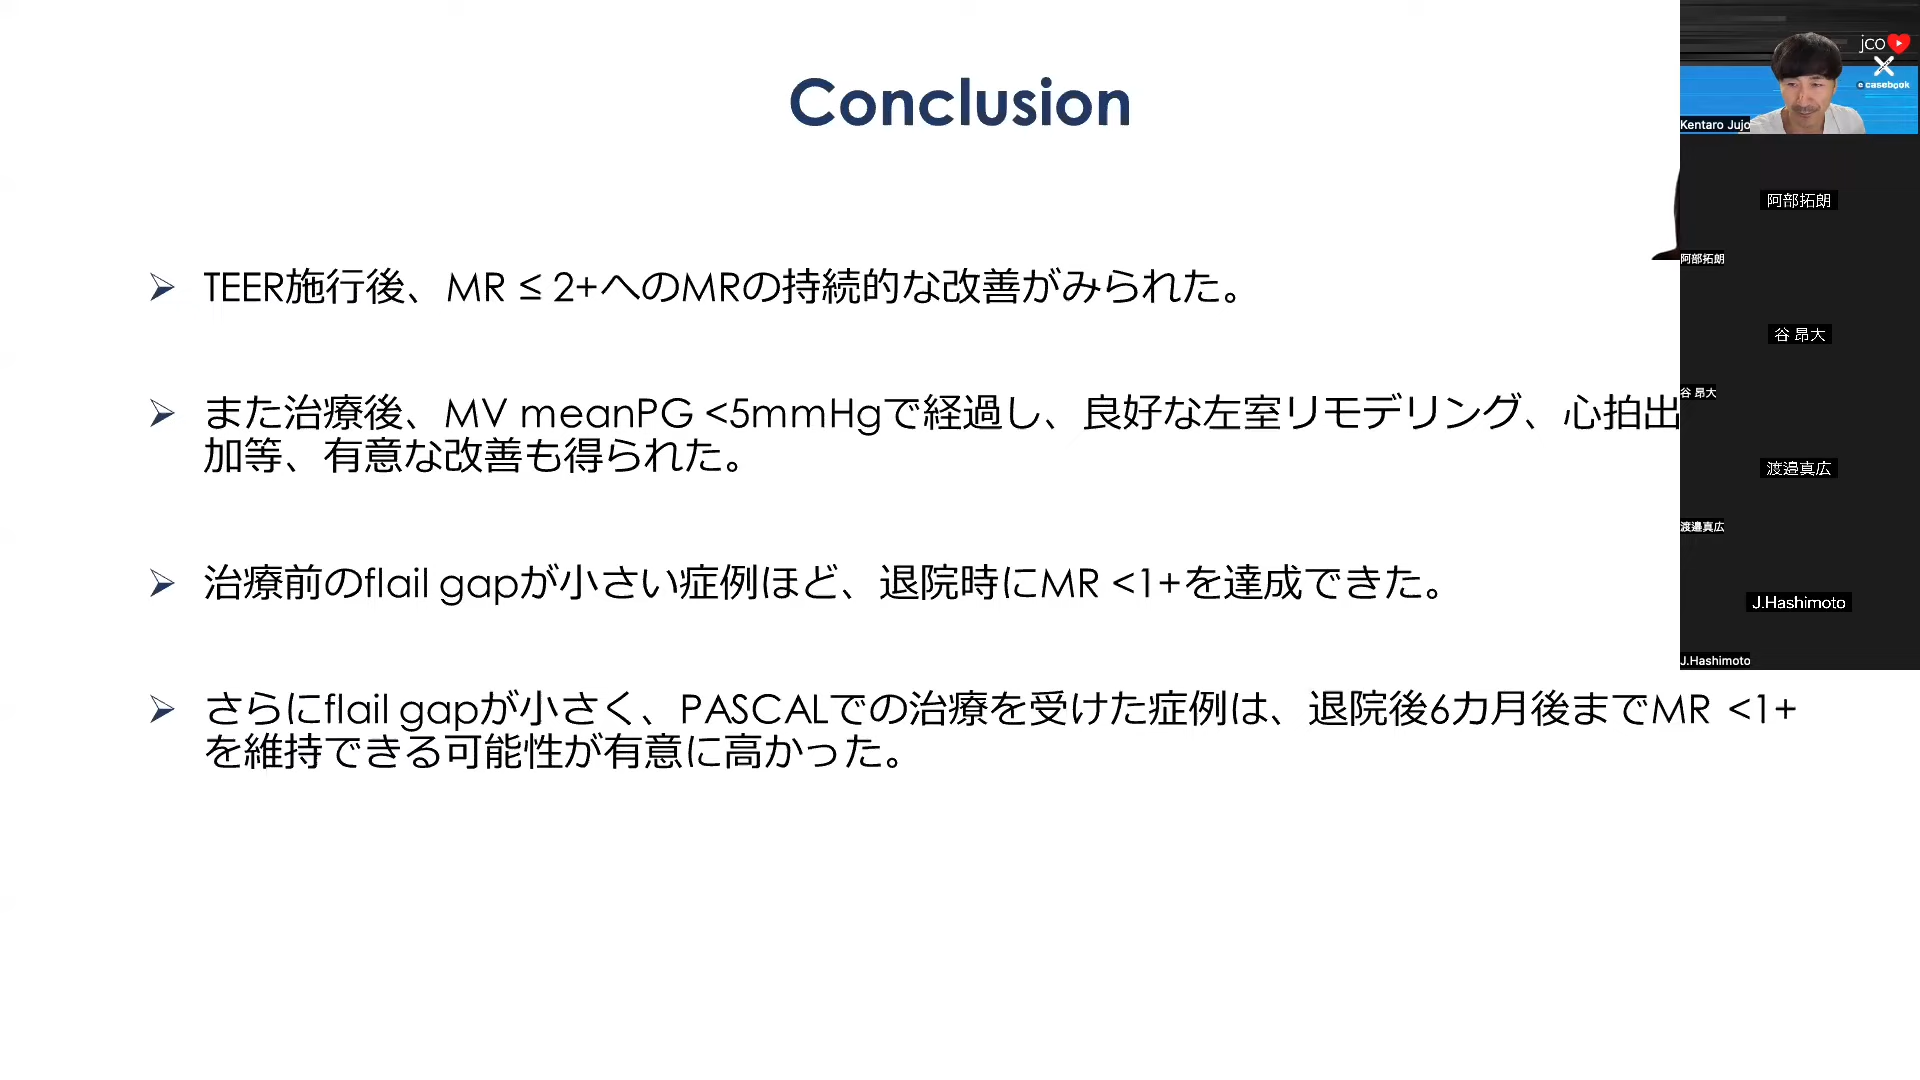 Conclusion
TEER施行後、MR ≤ 2+へのMRの持続的な改善がみられた。
また治療後、MV meanPG <5mmHgで経過し、良好な左室リモデリング、心拍出
加等、有意な改善も得られた。
治療前のflail gapが小さい症例ほど、退院時にMR <1+を達成できた。
さらにflail gapが小さく、PASCALでの治療を受けた症例は、退院後6カ月後までMR <1+
を維持できる可能性が有意に高かった。
jco
e casebook
Kentaro Jujo
阿部拓朗
阿部拓朗
谷 昂大
谷 昂大
渡邉真広
渡邉真広
J.Hashimoto
J.Hashimoto